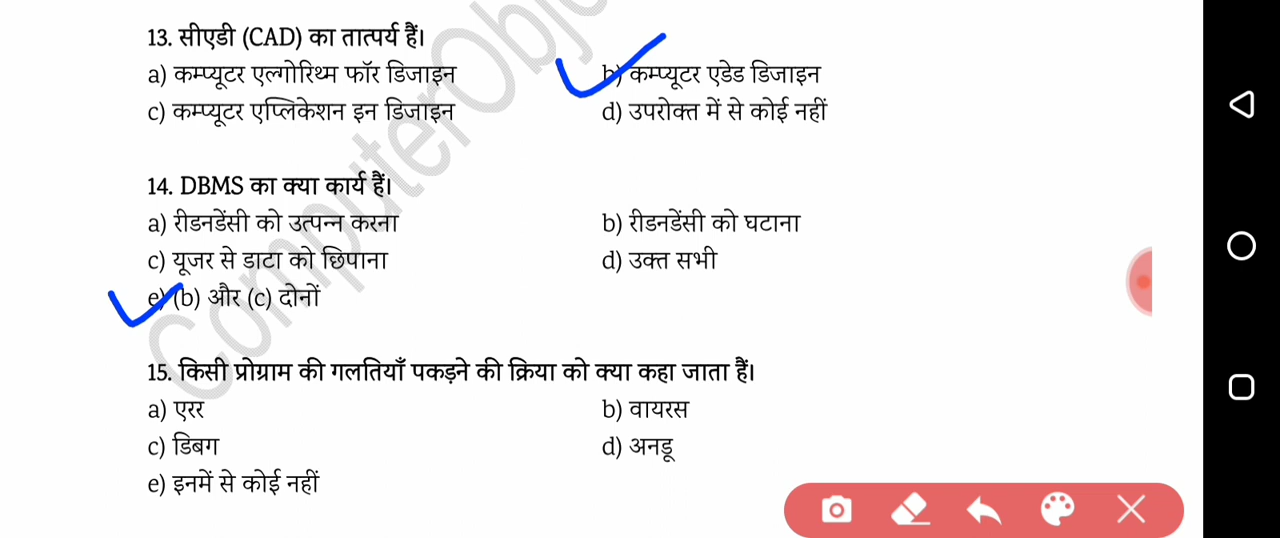 13. सीएडी (CAD) का तात्पर्य हैं।
a) कम्प्यूटर एल्गोरिथ्म फॉर डिजाइन b) कम्प्यूटर एडेड डिजाइन
c) कम्प्यूटर एप्लिकेशन इन डिजाइन d) उपरोक्त में से कोई नहीं
14. DBMS का क्या कार्य हैं।
a) रीडनडेंसी को उत्पन्न करना b) रीडनडेंसी को घटाना
c) यूजर से डाटा को छिपाना d) उक्त सभी
e) (b) और (c) दोनों
15. किसी प्रोग्राम की गलतियाँ पकड़ने की क्रिया को क्या कहा जाता हैं।
a) एरर b) वायरस
c) डिबग d) अनडू
e) इनमें से कोई नहीं